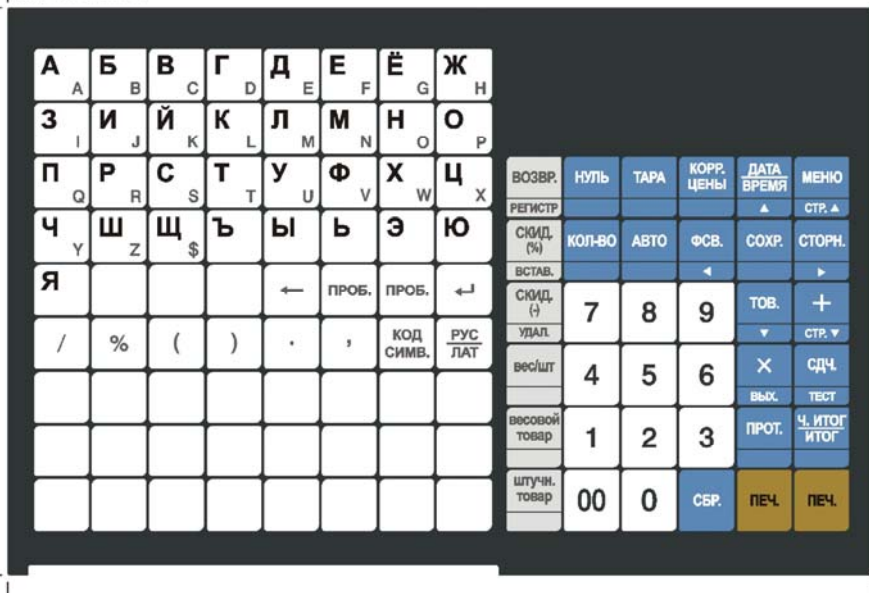 А A Б B В C Г D Д E Е F Ё G Ж H
З I И J Й K К L Л M М N Н O О P
П Q Р R С S Т T У U Ф V Х W Ц X
Ч Y Ш Z Щ $ Ъ Ы Ь Э Ю
Я ← ПРОБ. ПРОБ. ↵
/ % ( ) . , КОД СИМВ. РУС ЛАТ
ВОЗВР. НУЛЬ ТАРА КОРР. ЦЕНЫ ДАТА ВРЕМЯ МЕНЮ
РЕГИСТР ▲ СТР. ▲
СКИД. (%) КОЛ-ВО АВТО ФСВ. СОХР. СТОРН.
ВСТАВ. ◀ ▶
СКИД. (-) 7 8 9 ТОВ. +
УДАЛ. ▼ СТР. ▼
вес/шт 4 5 6 × СДЧ.
ВЫХ. ТЕСТ
весовой товар 1 2 3 ПРОТ. Ч. ИТОГ ИТОГ
штучн. товар 00 0 СБР. ПЕЧ. ПЕЧ.